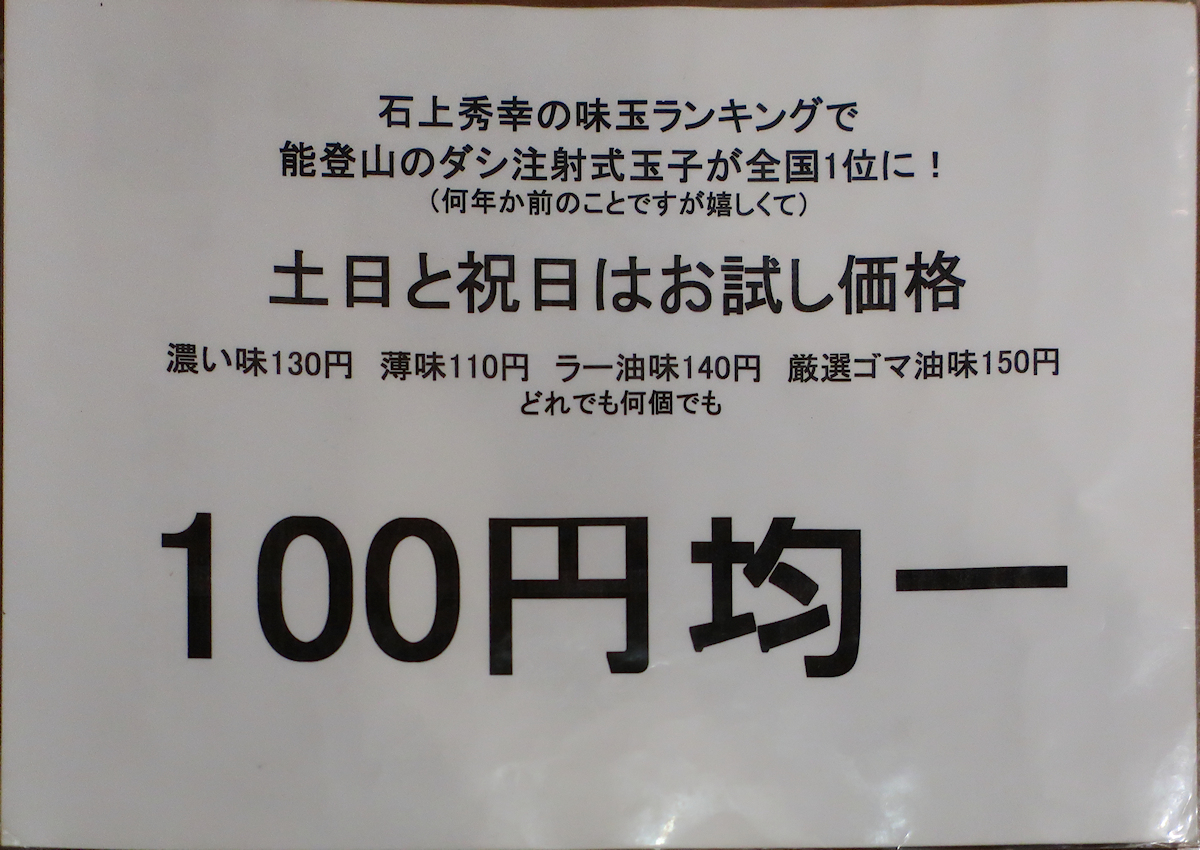 石上秀幸の味玉ランキングで
能登山のダシ注射式玉子が全国1位に！
（何年か前のことですが嬉しくて）
土日と祝日はお試し価格
濃い味130円　薄味110円　ラー油味140円　厳選ゴマ油味150円
どれでも何個でも
100円均一